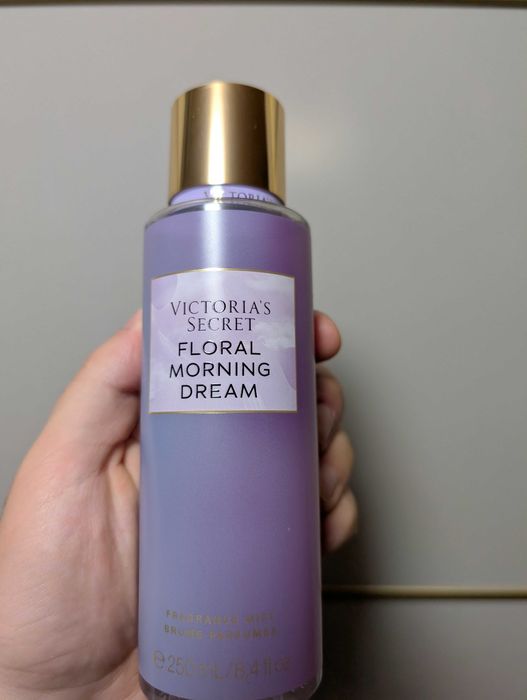 VICTORIA'S
SECRET
FLORAL
MORNING
DREAM
FRAGRANCE MIST
BRUME PARFUMÉE
℮ 250 mL/8.4 fl oz